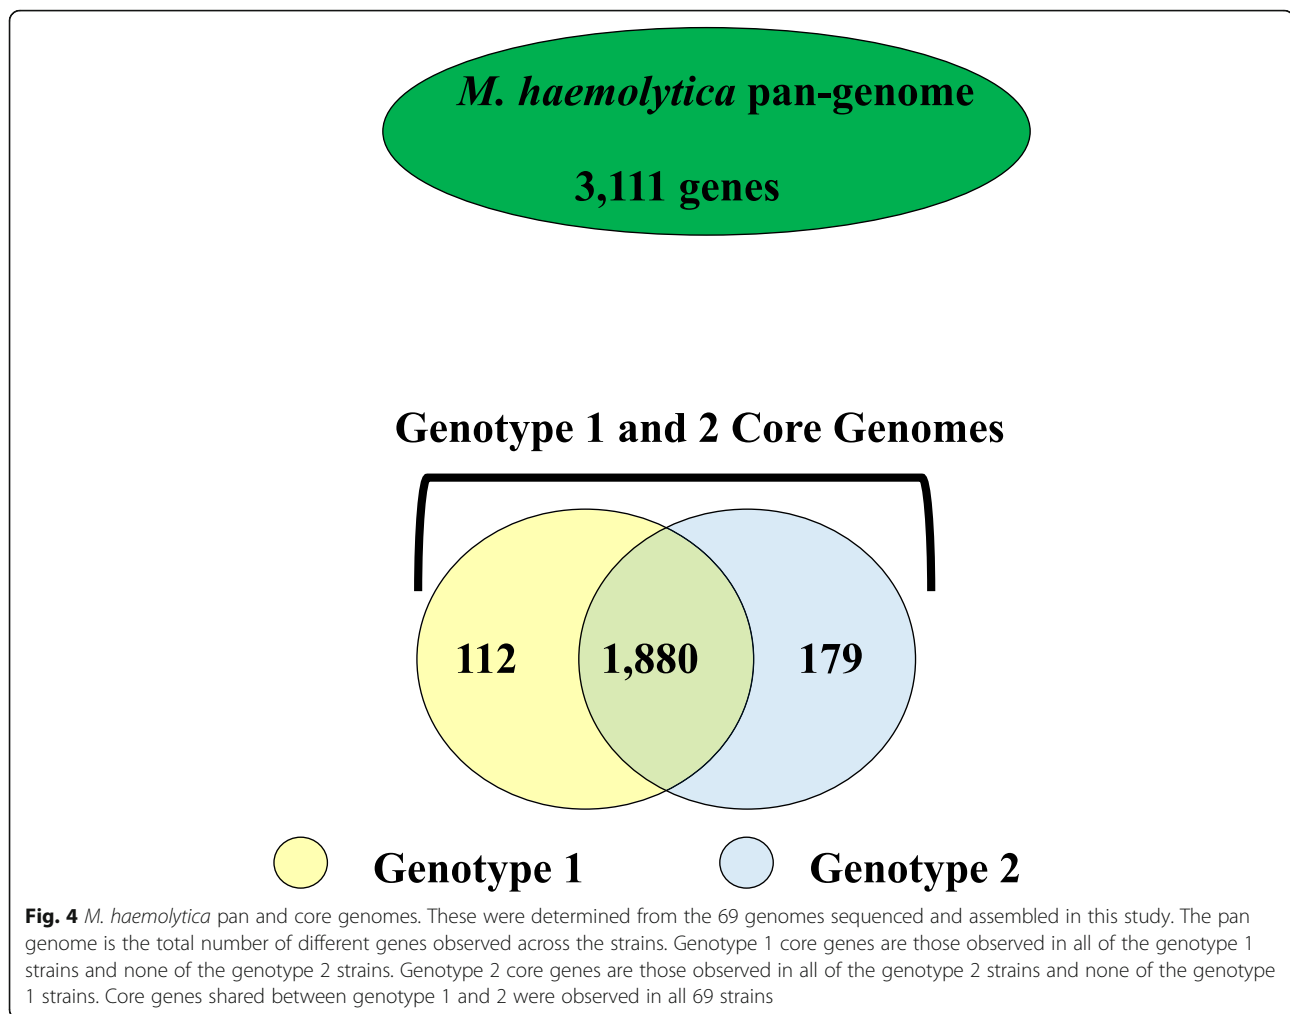 M. haemolytica pan-genome
3,111 genes
Genotype 1 and 2 Core Genomes
112 1,880 179
Genotype 1 Genotype 2
Fig. 4 M. haemolytica pan and core genomes. These were determined from the 69 genomes sequenced and assembled in this study. The pan
genome is the total number of different genes observed across the strains. Genotype 1 core genes are those observed in all of the genotype 1
strains and none of the genotype 2 strains. Genotype 2 core genes are those observed in all of the genotype 2 strains and none of the genotype
1 strains. Core genes shared between genotype 1 and 2 were observed in all 69 strains